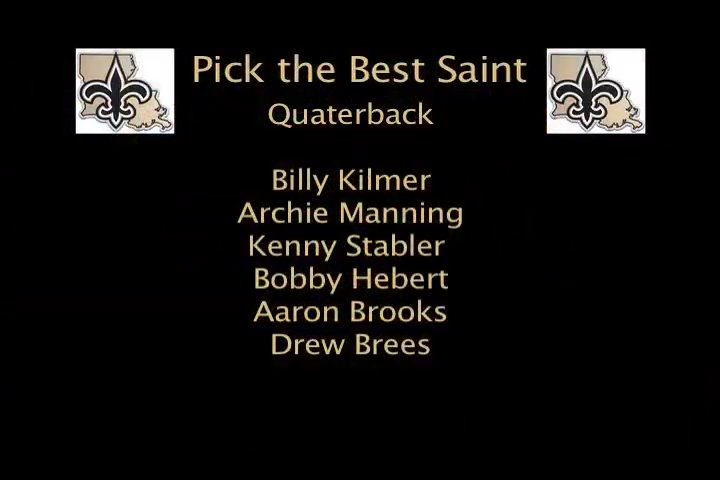 Pick the Best Saint
Quaterback
Billy Kilmer
Archie Manning
Kenny Stabler
Bobby Hebert
Aaron Brooks
Drew Brees